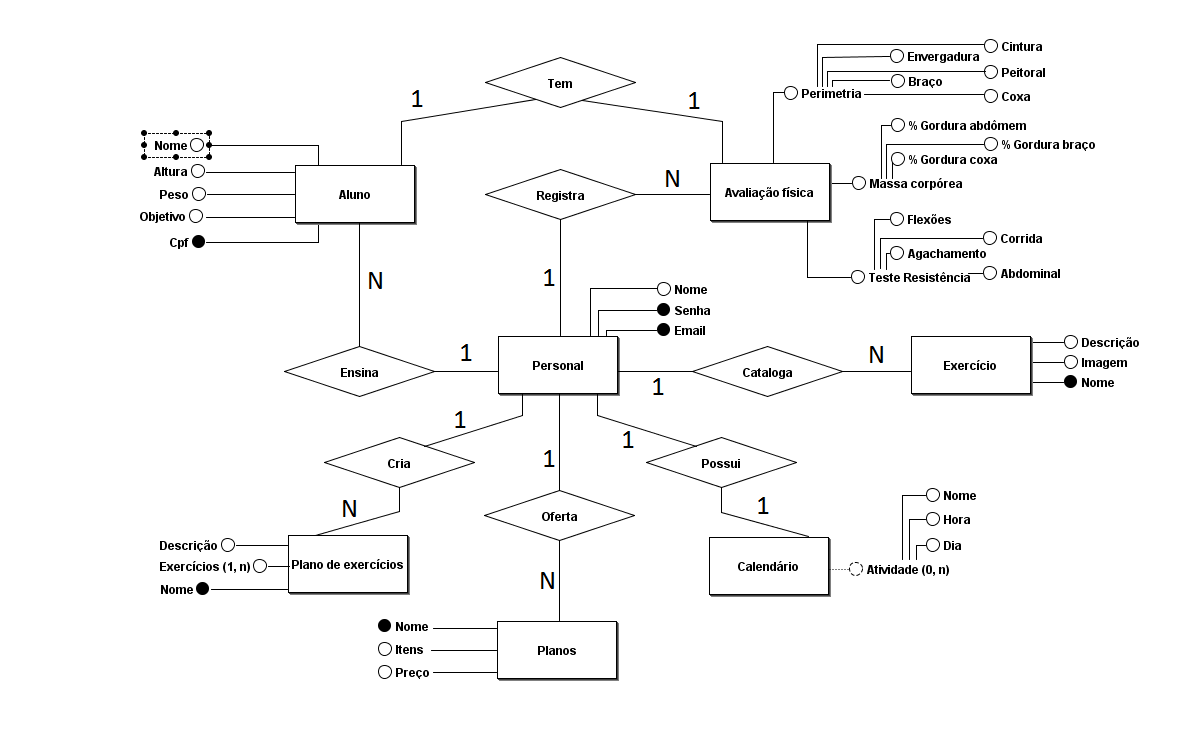 Tem
1
1
Cintura
Envergadura
Peitoral
Braço
Perimetria
Coxa
Nome
Altura
Peso
Objetivo
Cpf
Aluno
Registra
N
Avaliação física
% Gordura abdômem
% Gordura braço
% Gordura coxa
Massa corpórea
Flexões
Corrida
Agachamento
Teste Resistência
Abdominal
N
1
Nome
Senha
Email
Ensina
1
Personal
1
Cataloga
N
Exercício
Descrição
Imagem
Nome
1
1
1
Cria
Possui
N
Oferta
1
Nome
Hora
Dia
Descrição
Exercícios (1, n)
Nome
Plano de exercícios
N
Calendário
Atividade (0, n)
Nome
Itens
Preço
Planos